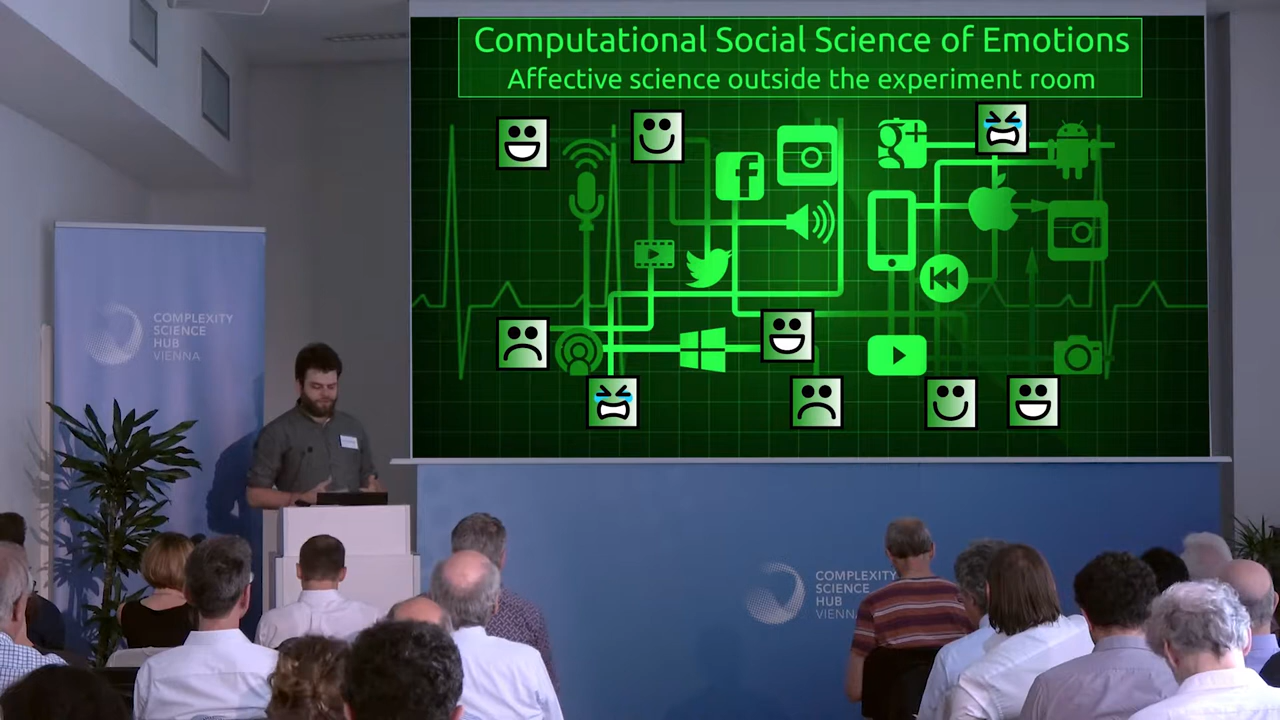 Computational Social Science of Emotions
Affective science outside the experiment room
COMPLEXITY
SCIENCE
HUB
VIENNA
COMPLEXITY
SCIENCE
HUB
VIENNA